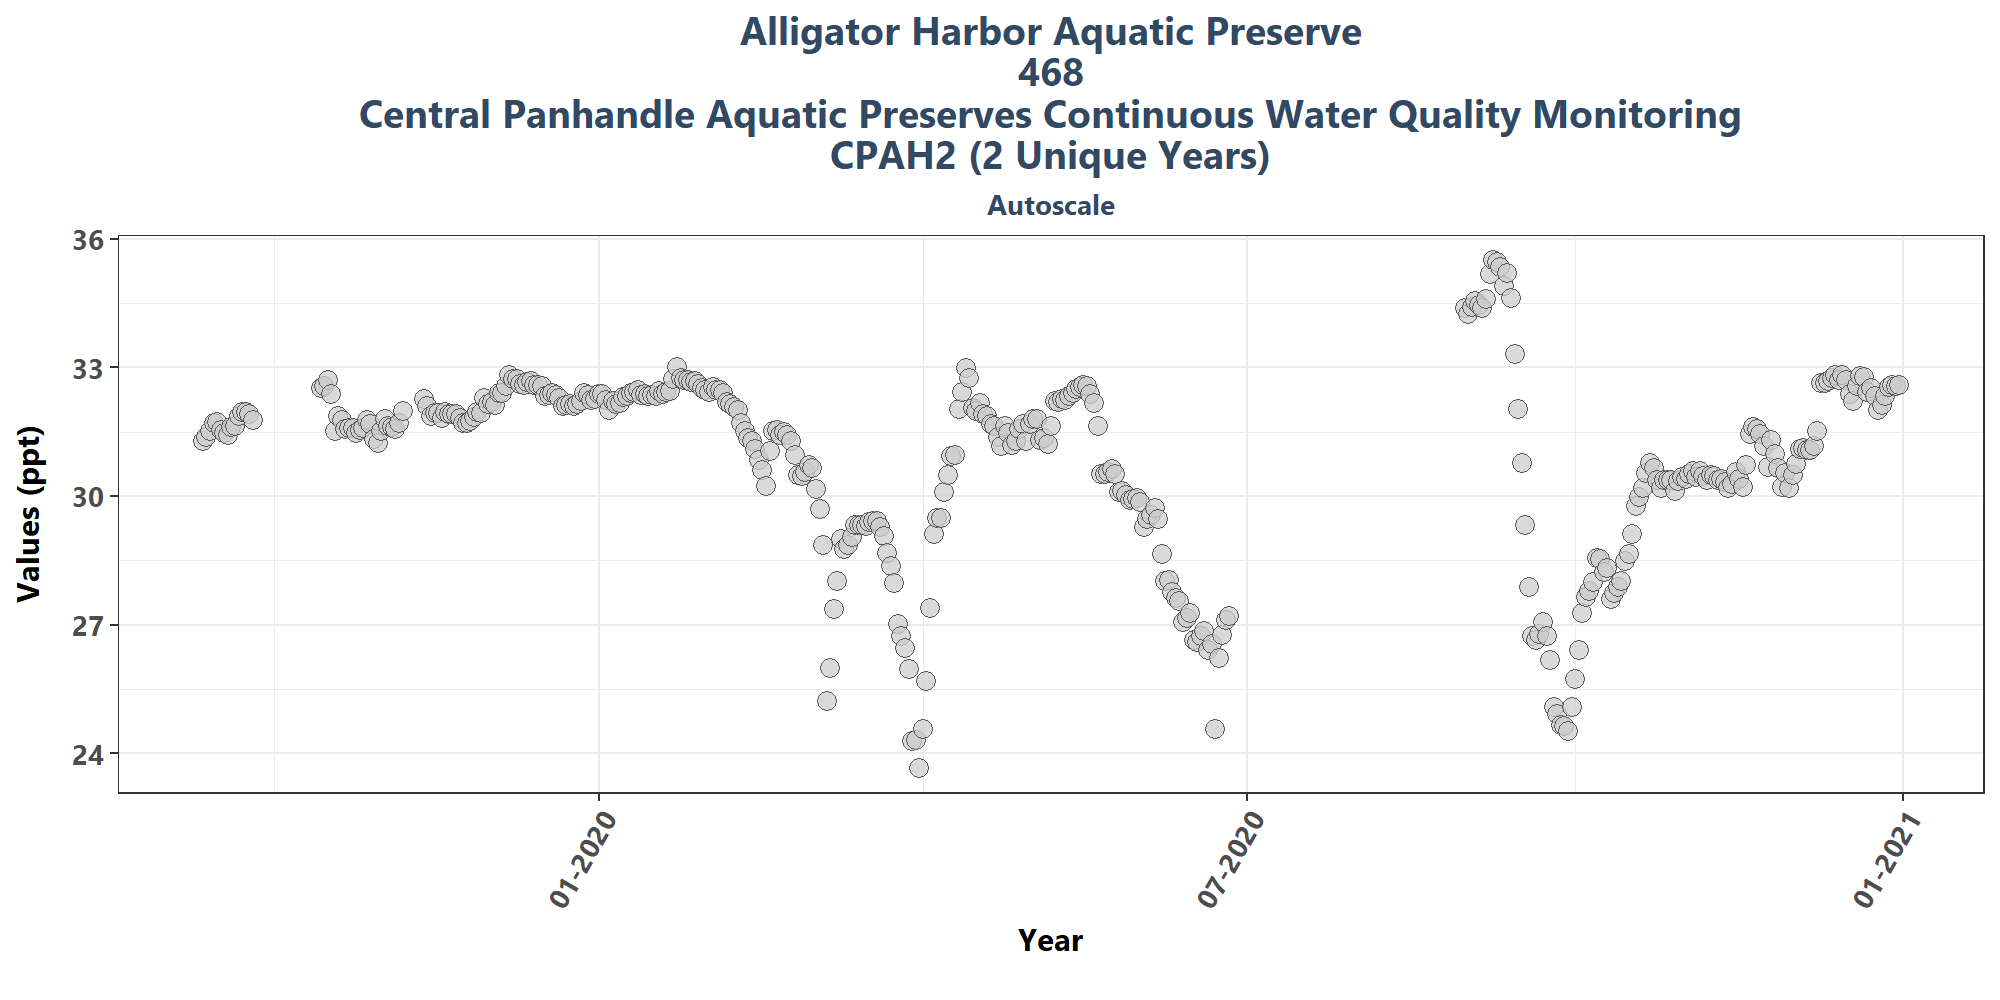 Alligator Harbor Aquatic Preserve
468
Central Panhandle Aquatic Preserves Continuous Water Quality Monitoring
CPAH2 (2 Unique Years)
Autoscale
36
33
30
27
24
Values (ppt)
01-2020
07-2020
01-2021
Year